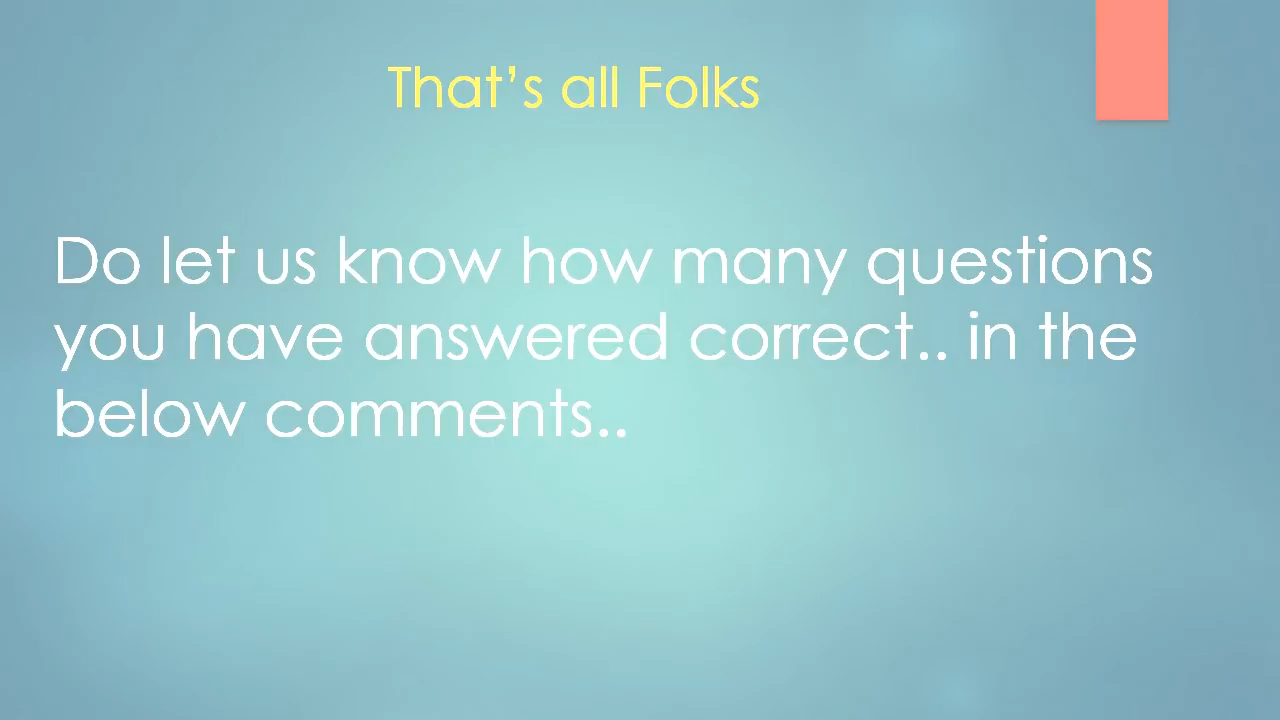 That’s all Folks
Do let us know how many questions
you have answered correct.. in the
below comments..